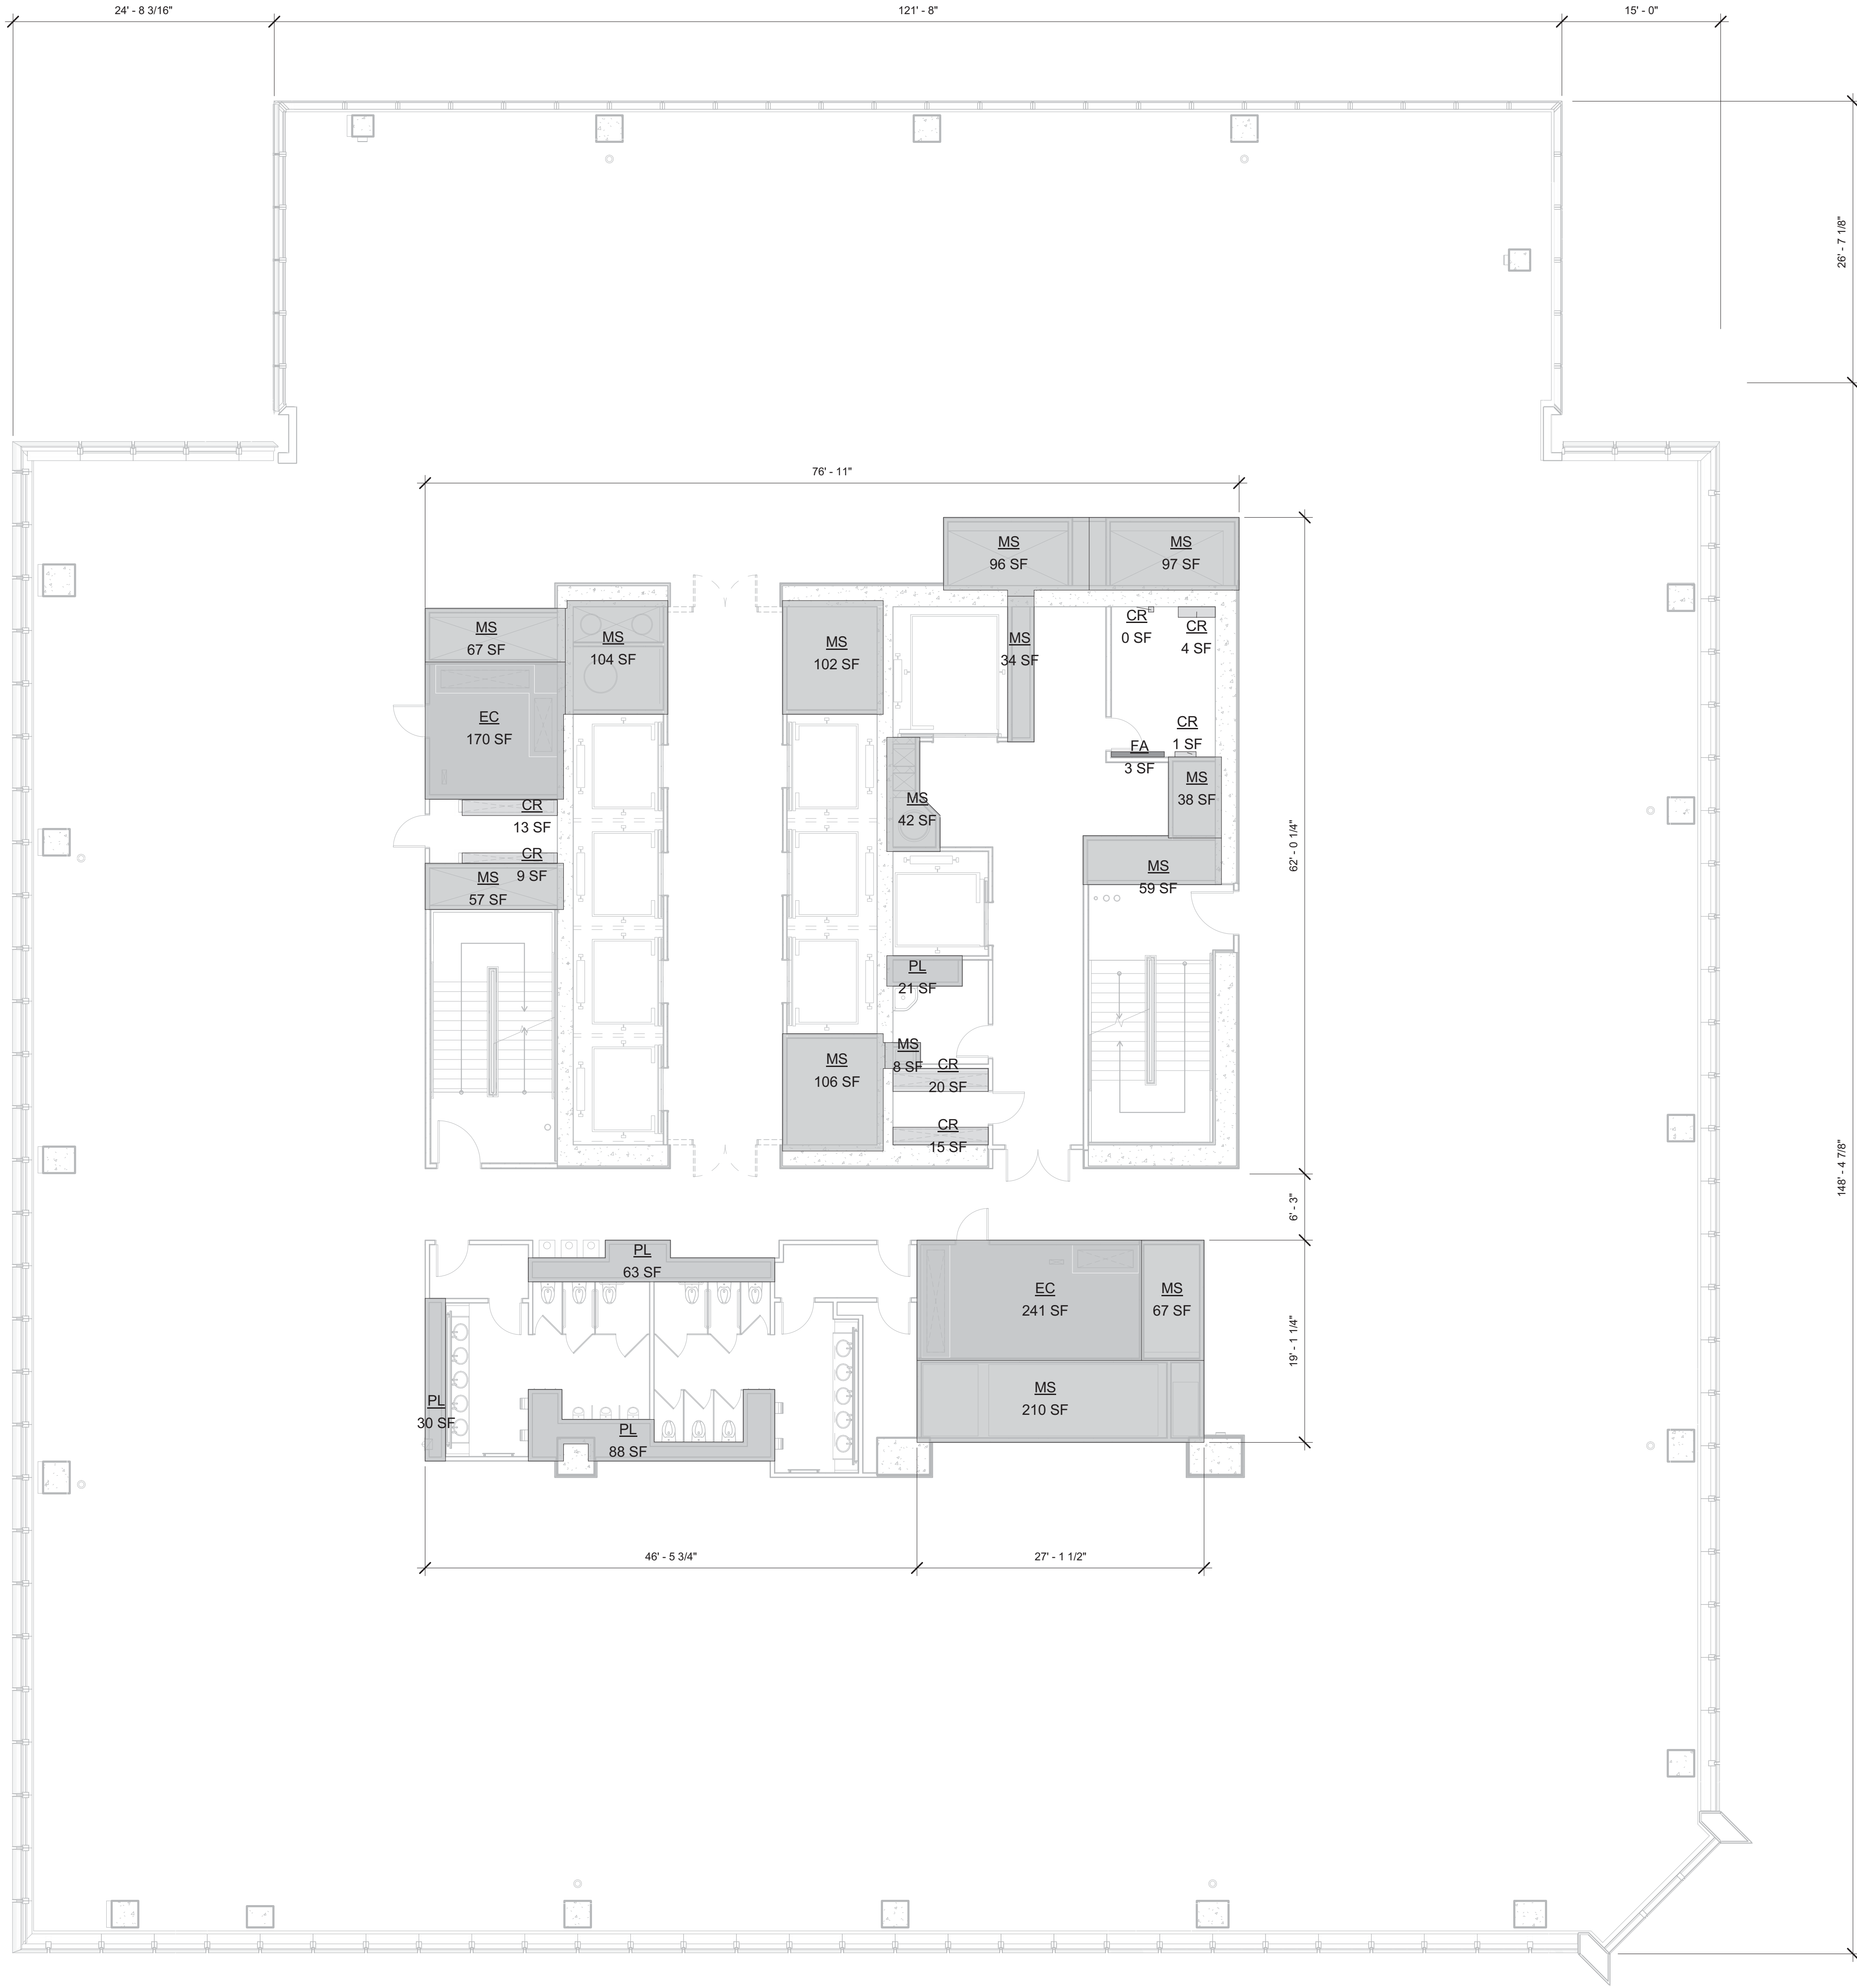 24' - 8 3/16"
121' - 8"
15' - 0"
26' - 7 1/8"
76' - 11"
MS
96 SF
MS
97 SF
CR
0 SF
CR
4 SF
MS
67 SF
MS
104 SF
MS
102 SF
MS
34 SF
EC
170 SF
CR
1 SF
FA
3 SF
MS
38 SF
CR
13 SF
MS
42 SF
62' - 0 1/4"
CR
9 SF
MS
57 SF
MS
59 SF
PL
21 SF
MS
106 SF
MS
8 SF
CR
20 SF
CR
15 SF
148' - 4 7/8"
6' - 3"
PL
63 SF
EC
241 SF
MS
67 SF
19' - 1 1/4"
PL
30 SF
PL
88 SF
MS
210 SF
46' - 5 3/4"
27' - 1 1/2"